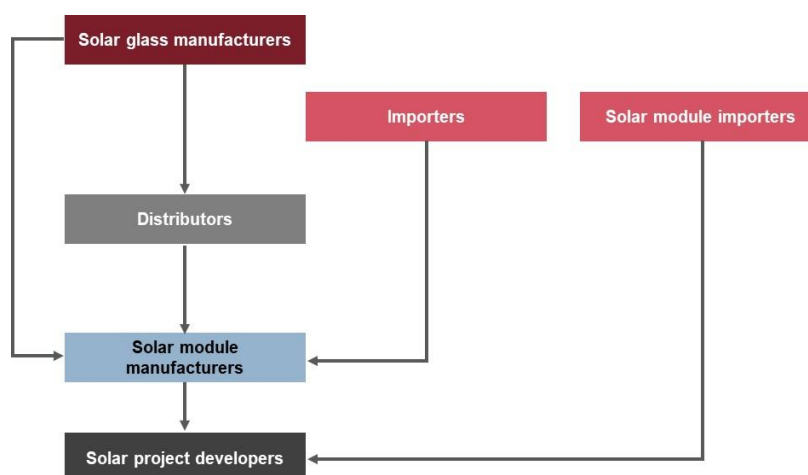 Solar glass manufacturers
Importers
Solar module importers
Distributors
Solar module
manufacturers
Solar project developers